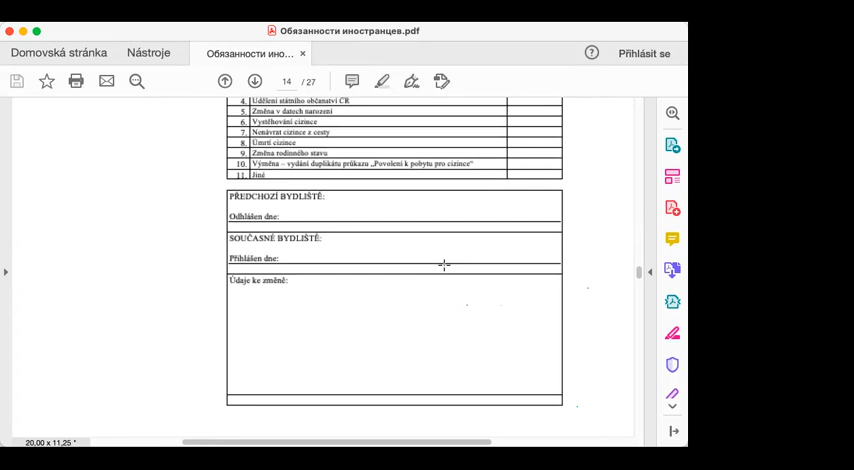 Обязанности иностранцев.pdf
Domovská stránka
Nástroje
Обязанности ино...
Přihlásit se
14 / 27
4. Udělení státního občanství ČR
5. Změna v datech narození
6. Vystěhování cizince
7. Nenávrat cizince z cesty
8. Úmrtí cizince
9. Změna rodinného stavu
10. Výměna – vydání duplikátu průkazu „Povolení k pobytu pro cizince“
11. Jiné
PŘEDCHOZÍ BYDLIŠTĚ:
Odhlášen dne:
SOUČASNÉ BYDLIŠTĚ:
Přihlášen dne:
Údaje ke změně:
20,00 x 11,25 "